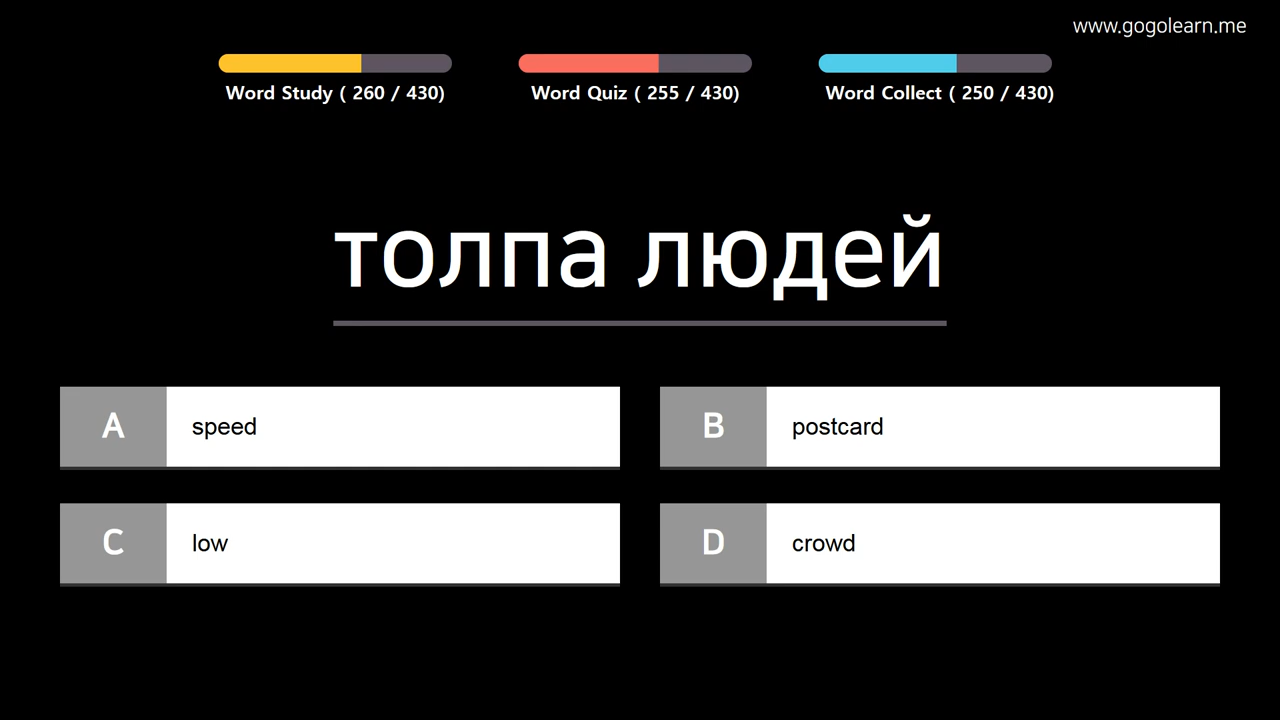 www.gogolearn.me
Word Study ( 260 / 430)
Word Quiz ( 255 / 430)
Word Collect ( 250 / 430)
толпа людей
A speed
B postcard
C low
D crowd